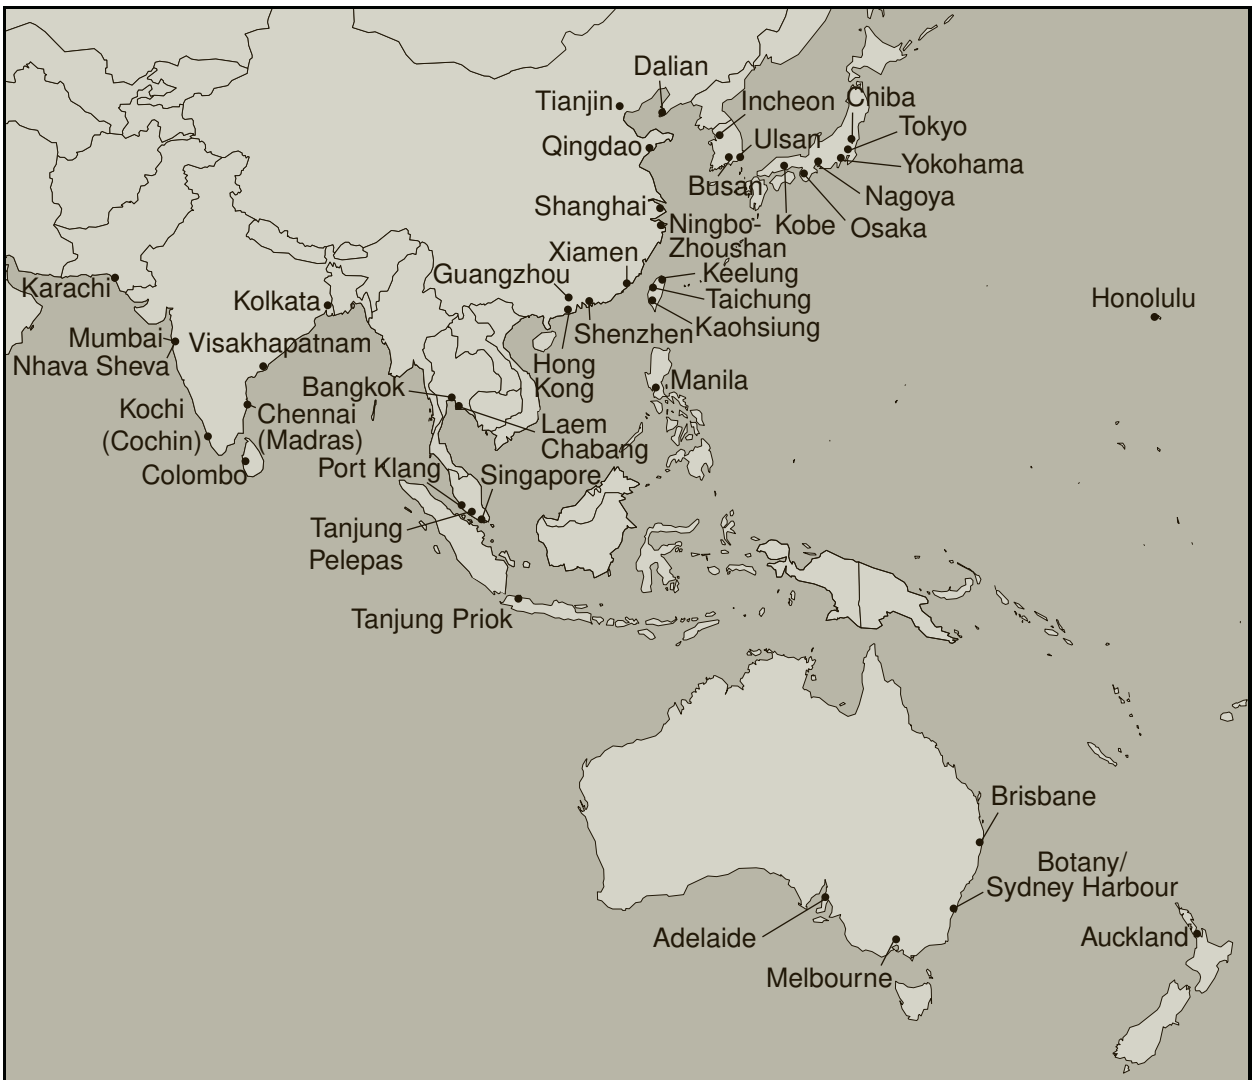 Dalian
Tianjin
Incheon
Chiba
Tokyo
Qingdao
Ulsan
Yokohama
Busan
Nagoya
Shanghai
Ningbo-
Zhoushan
Kobe
Osaka
Xiamen
Guangzhou
Keelung
Karachi
Taichung
Kolkata
Honolulu
Kaohsiung
Shenzhen
Mumbai
Visakhapatnam
Nhava Sheva
Hong
Kong
Manila
Bangkok
Kochi
(Cochin)
Chennai
(Madras)
Laem
Chabang
Colombo
Port Klang
Singapore
Tanjung
Pelepas
Tanjung Priok
Brisbane
Botany/
Sydney Harbour
Adelaide
Auckland
Melbourne